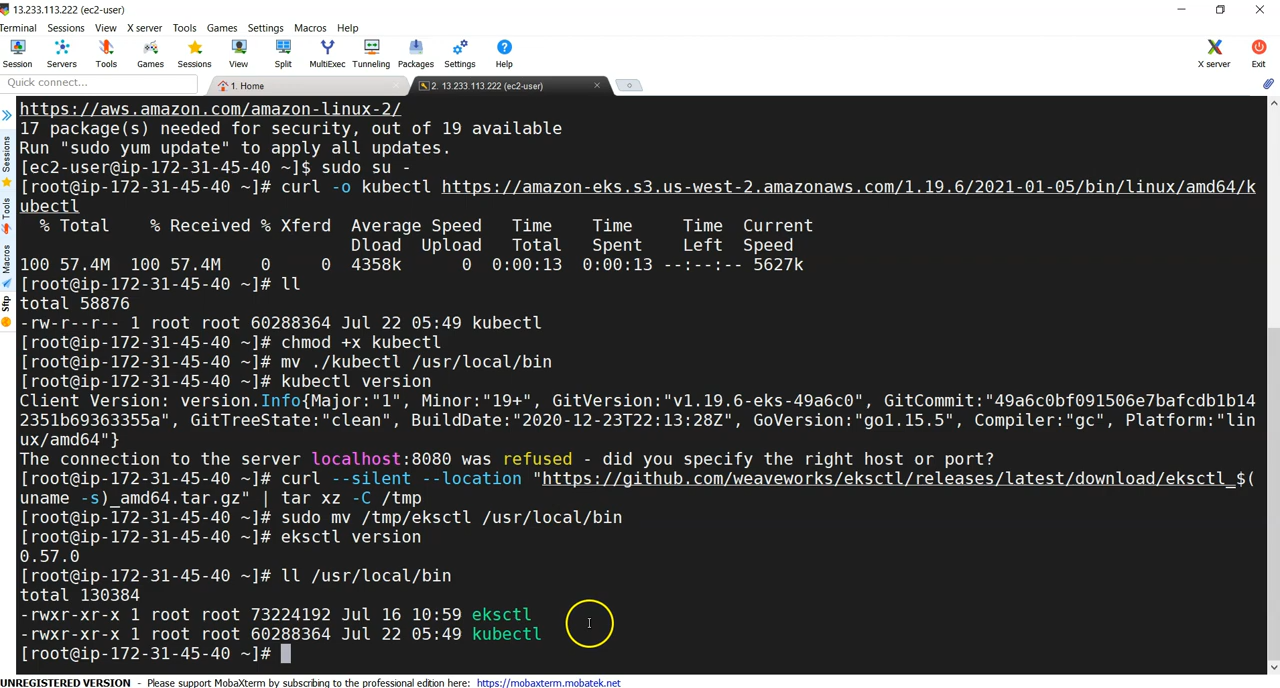 13.233.113.222 (ec2-user)
Terminal Sessions View X server Tools Games Settings Macros Help
Session Servers Tools Games Sessions View Split MultiExec Tunneling Packages Settings Help X server Exit
Quick connect... 1. Home 2. 13.233.113.222 (ec2-user)
Sessions
Tools
Macros
Sftp
https://aws.amazon.com/amazon-linux-2/
17 package(s) needed for security, out of 19 available
Run "sudo yum update" to apply all updates.
[ec2-user@ip-172-31-45-40 ~]$ sudo su -
[root@ip-172-31-45-40 ~]# curl -o kubectl https://amazon-eks.s3.us-west-2.amazonaws.com/1.19.6/2021-01-05/bin/linux/amd64/k
ubectl
% Total % Received % Xferd Average Speed Time Time Time Current
Dload Upload Total Spent Left Speed
100 57.4M 100 57.4M 0 0 4358k 0 0:00:13 0:00:13 --:--:-- 5627k
[root@ip-172-31-45-40 ~]# ll
total 58876
-rw-r--r-- 1 root root 60288364 Jul 22 05:49 kubectl
[root@ip-172-31-45-40 ~]# chmod +x kubectl
[root@ip-172-31-45-40 ~]# mv ./kubectl /usr/local/bin
[root@ip-172-31-45-40 ~]# kubectl version
Client Version: version.Info{Major:"1", Minor:"19+", GitVersion:"v1.19.6-eks-49a6c0", GitCommit:"49a6c0bf091506e7bafcdb1b14
2351b69363355a", GitTreeState:"clean", BuildDate:"2020-12-23T22:13:28Z", GoVersion:"go1.15.5", Compiler:"gc", Platform:"lin
ux/amd64"}
The connection to the server localhost:8080 was refused - did you specify the right host or port?
[root@ip-172-31-45-40 ~]# curl --silent --location "https://github.com/weaveworks/eksctl/releases/latest/download/eksctl_$(
uname -s)_amd64.tar.gz" | tar xz -C /tmp
[root@ip-172-31-45-40 ~]# sudo mv /tmp/eksctl /usr/local/bin
[root@ip-172-31-45-40 ~]# eksctl version
0.57.0
[root@ip-172-31-45-40 ~]# ll /usr/local/bin
total 130384
-rwxr-xr-x 1 root root 73224192 Jul 16 10:59 eksctl
-rwxr-xr-x 1 root root 60288364 Jul 22 05:49 kubectl
[root@ip-172-31-45-40 ~]#
UNREGISTERED VERSION - Please support MobaXterm by subscribing to the professional edition here: https://mobaxterm.mobatek.net